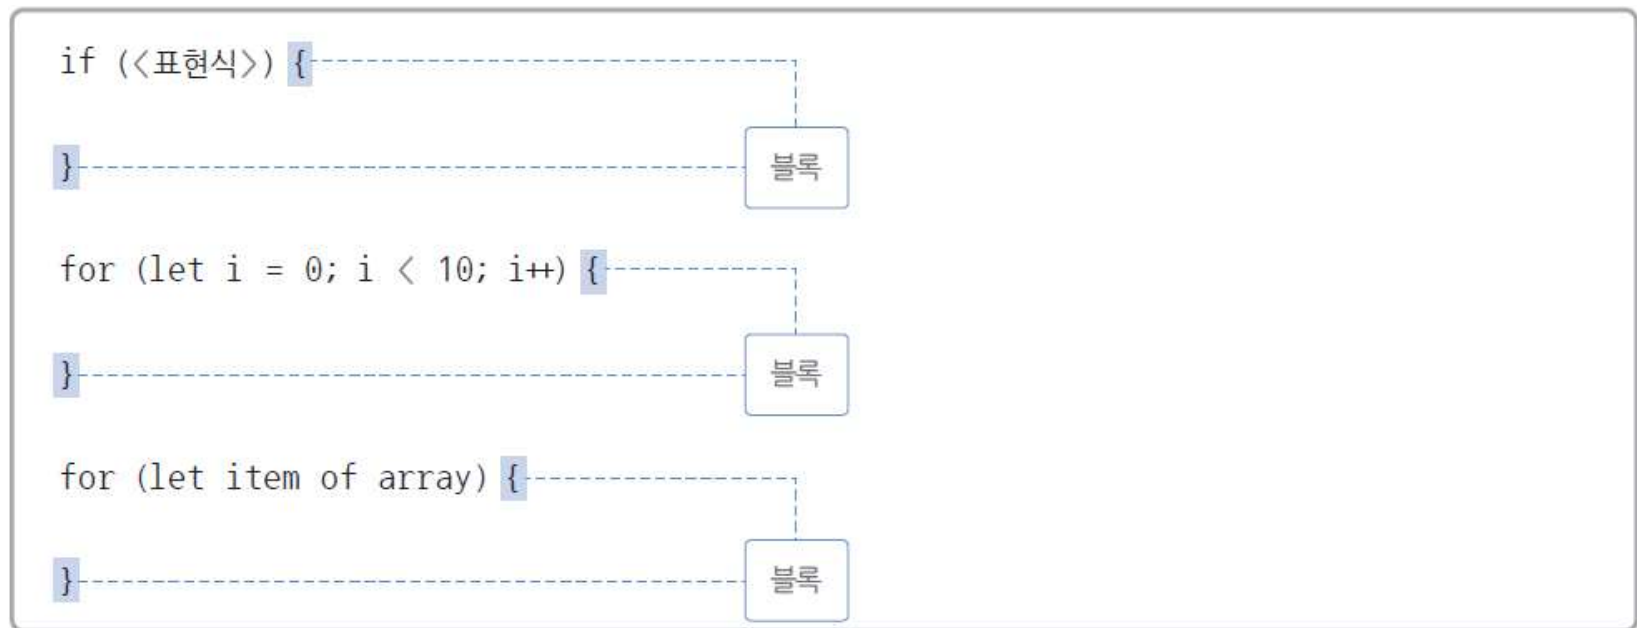 if (<표현식>) {
블록
}
for (let i = 0; i < 10; i++) {
블록
}
for (let item of array) {
블록
}